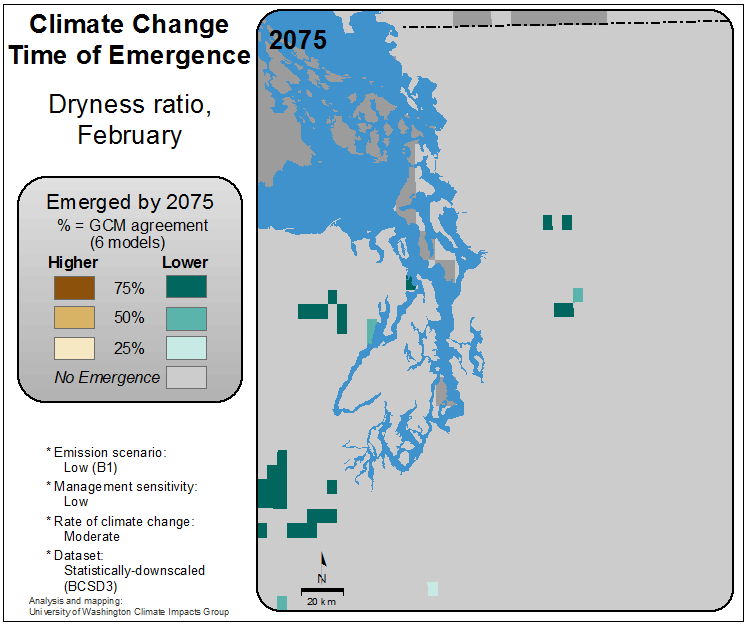 Climate Change
Time of Emergence
Dryness ratio,
February
Emerged by 2075
% = GCM agreement
(6 models)
Higher Lower
75%
50%
25%
No Emergence
* Emission scenario:
Low (B1)
* Management sensitivity:
Low
* Rate of climate change:
Moderate
* Dataset:
Statistically-downscaled
(BCSD3)
Analysis and mapping:
University of Washington Climate Impacts Group
2075
N
20 km